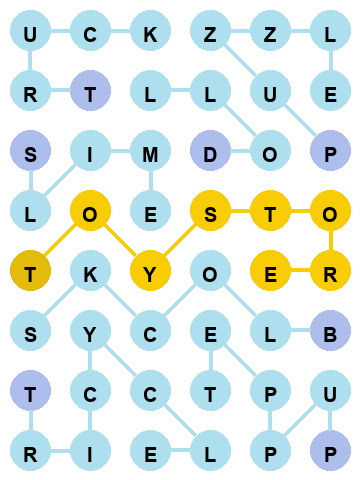 U C K Z Z L
R T L L U E
S I M D O P
L O E S T O
T K Y O E R
S Y C E L B
T C C T P U
R I E L P P